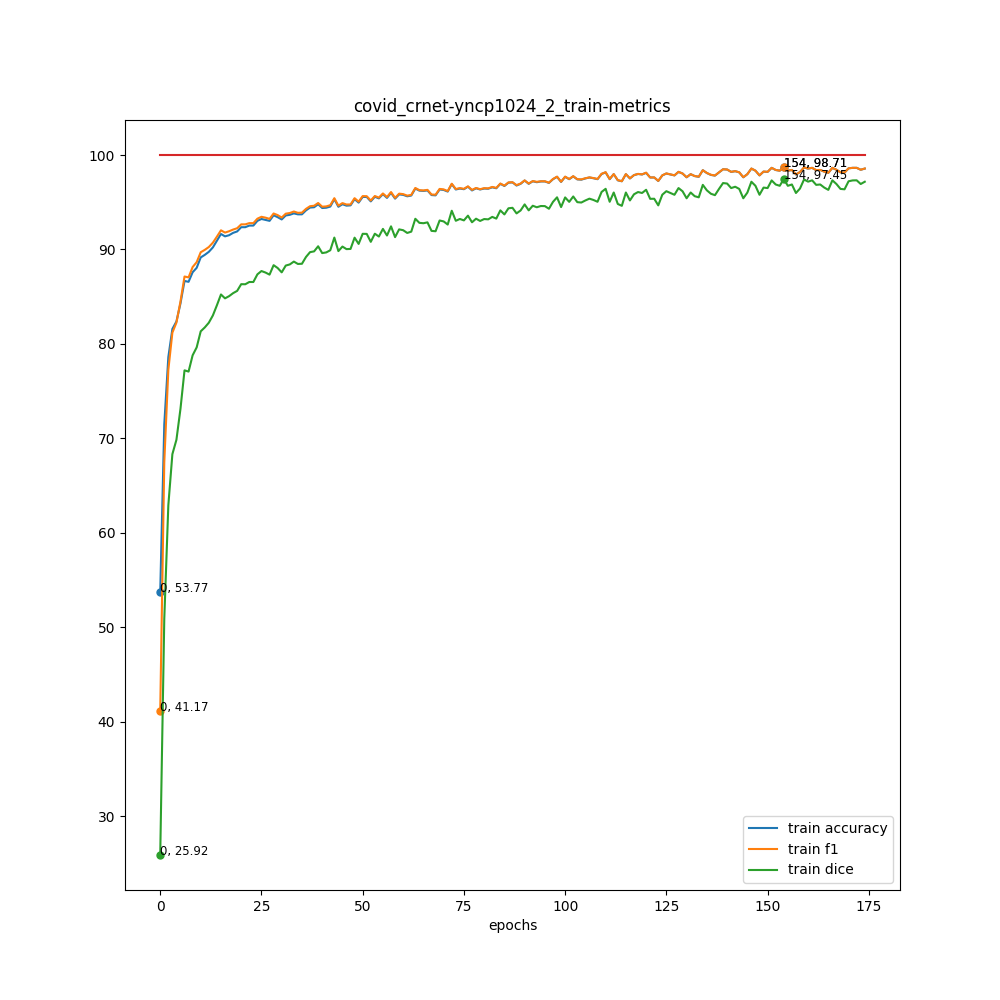 covid_crnet-yncp1024_2_train-metrics
100
90
80
70
60
50
40
30
154, 98.71
154, 97.45
0, 53.77
0, 41.17
0, 25.92
train accuracy
train f1
train dice
0 25 50 75 100 125 150 175
epochs